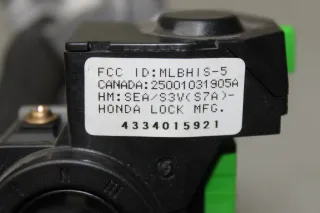 FCC ID:MLBHIS-5
CANADA:25001031905A
HM:SEA/S3V(S7A)-
HONDA LOCK MFG.
4334015921